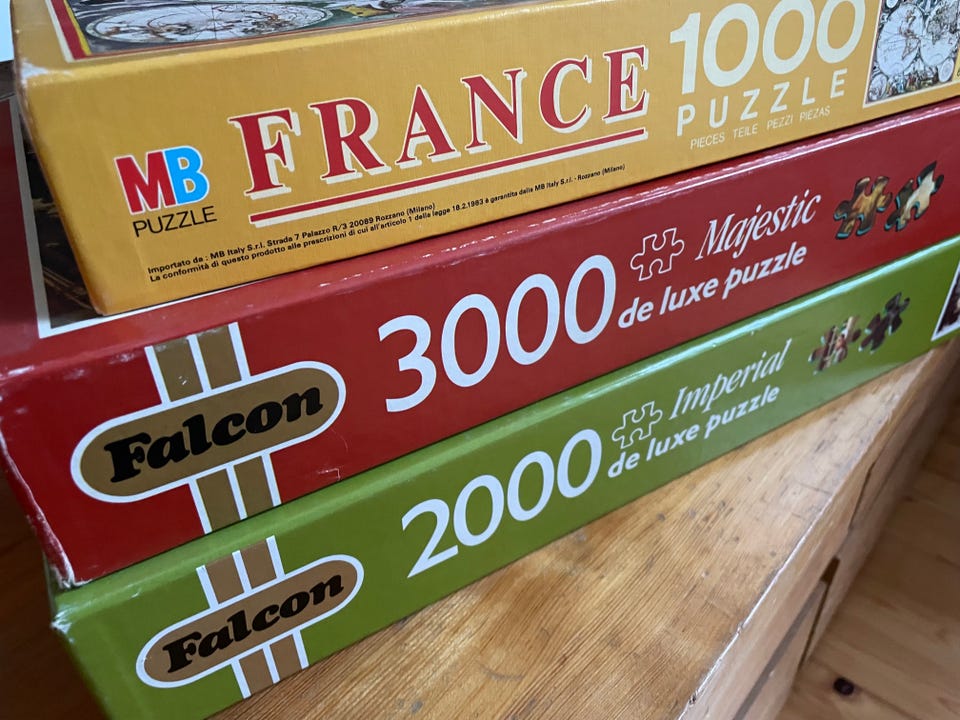 FRANCE
1000
PUZZLE
PIECES TEILE PEZZI PIEZAS
MB
PUZZLE
Importato da : MB Italy S.r.l. Strada 7 Palazzo R/3 20089 Rozzano (Milano)
La conformità di questo prodotto alle prescrizioni di cui all'articolo 1 della legge 18.2.1983 è garantita dalla MB Italy S.r.l. - Rozzano (Milano)
Falcon
3000
Majestic
de luxe puzzle
Falcon
2000
Imperial
de luxe puzzle